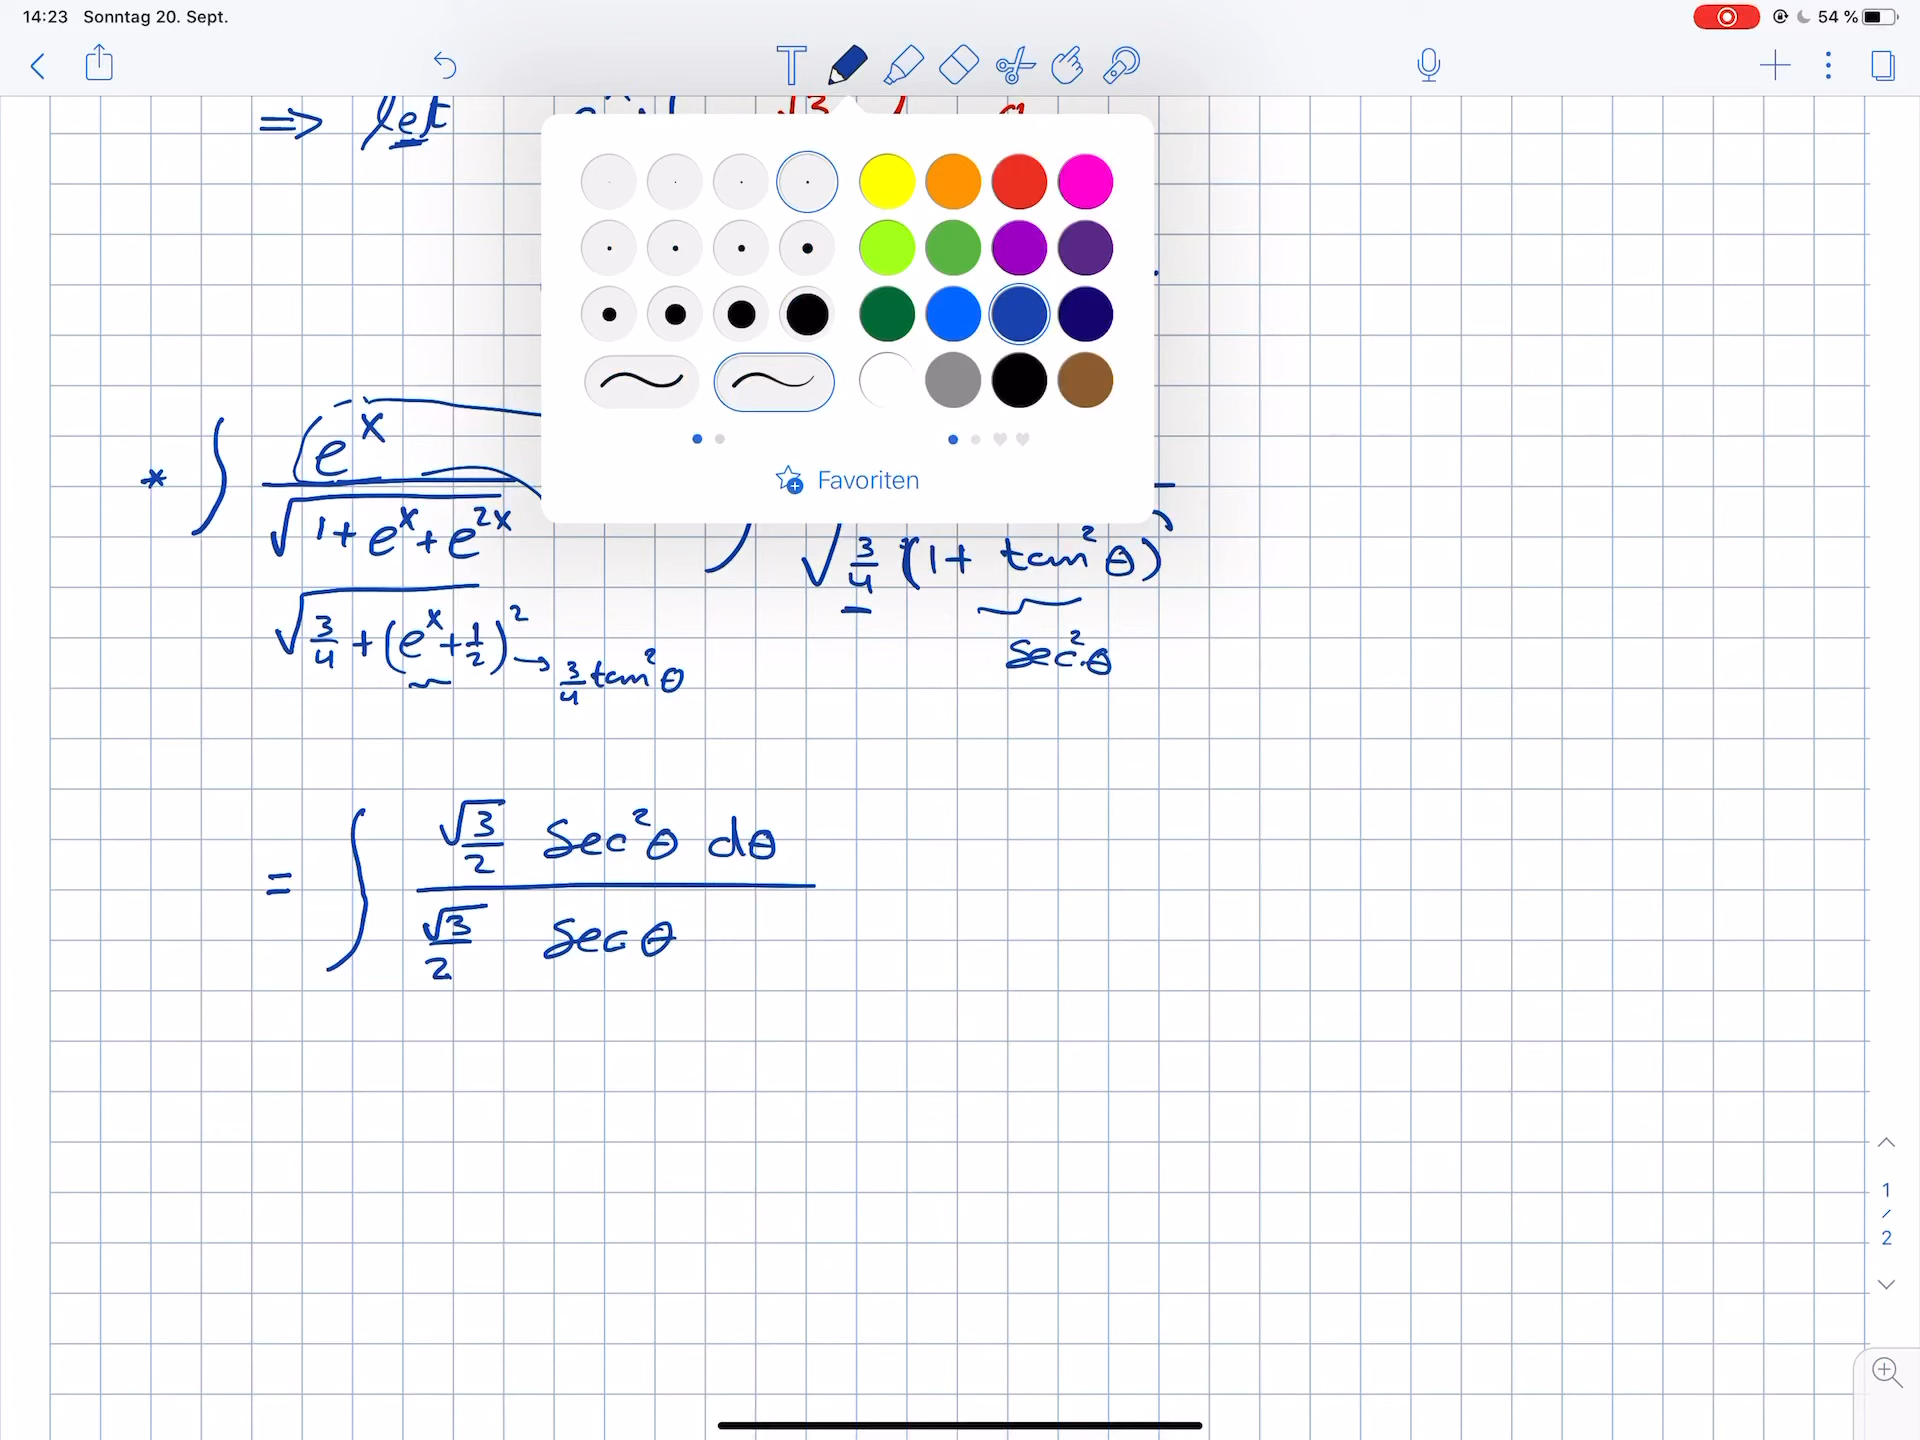 14:23 Sonntag 20. Sept. 54 %
=> let √3
Favoriten
* ∫ e^x / √(1 + e^x + e^2x)
√(3/4 (1 + tan²θ))
√(3/4 + (e^x + 1/2)²) → 3/4 tan²θ
sec²θ
= ∫ (√3/2 sec²θ dθ) / (√3/2 secθ)
1 / 2